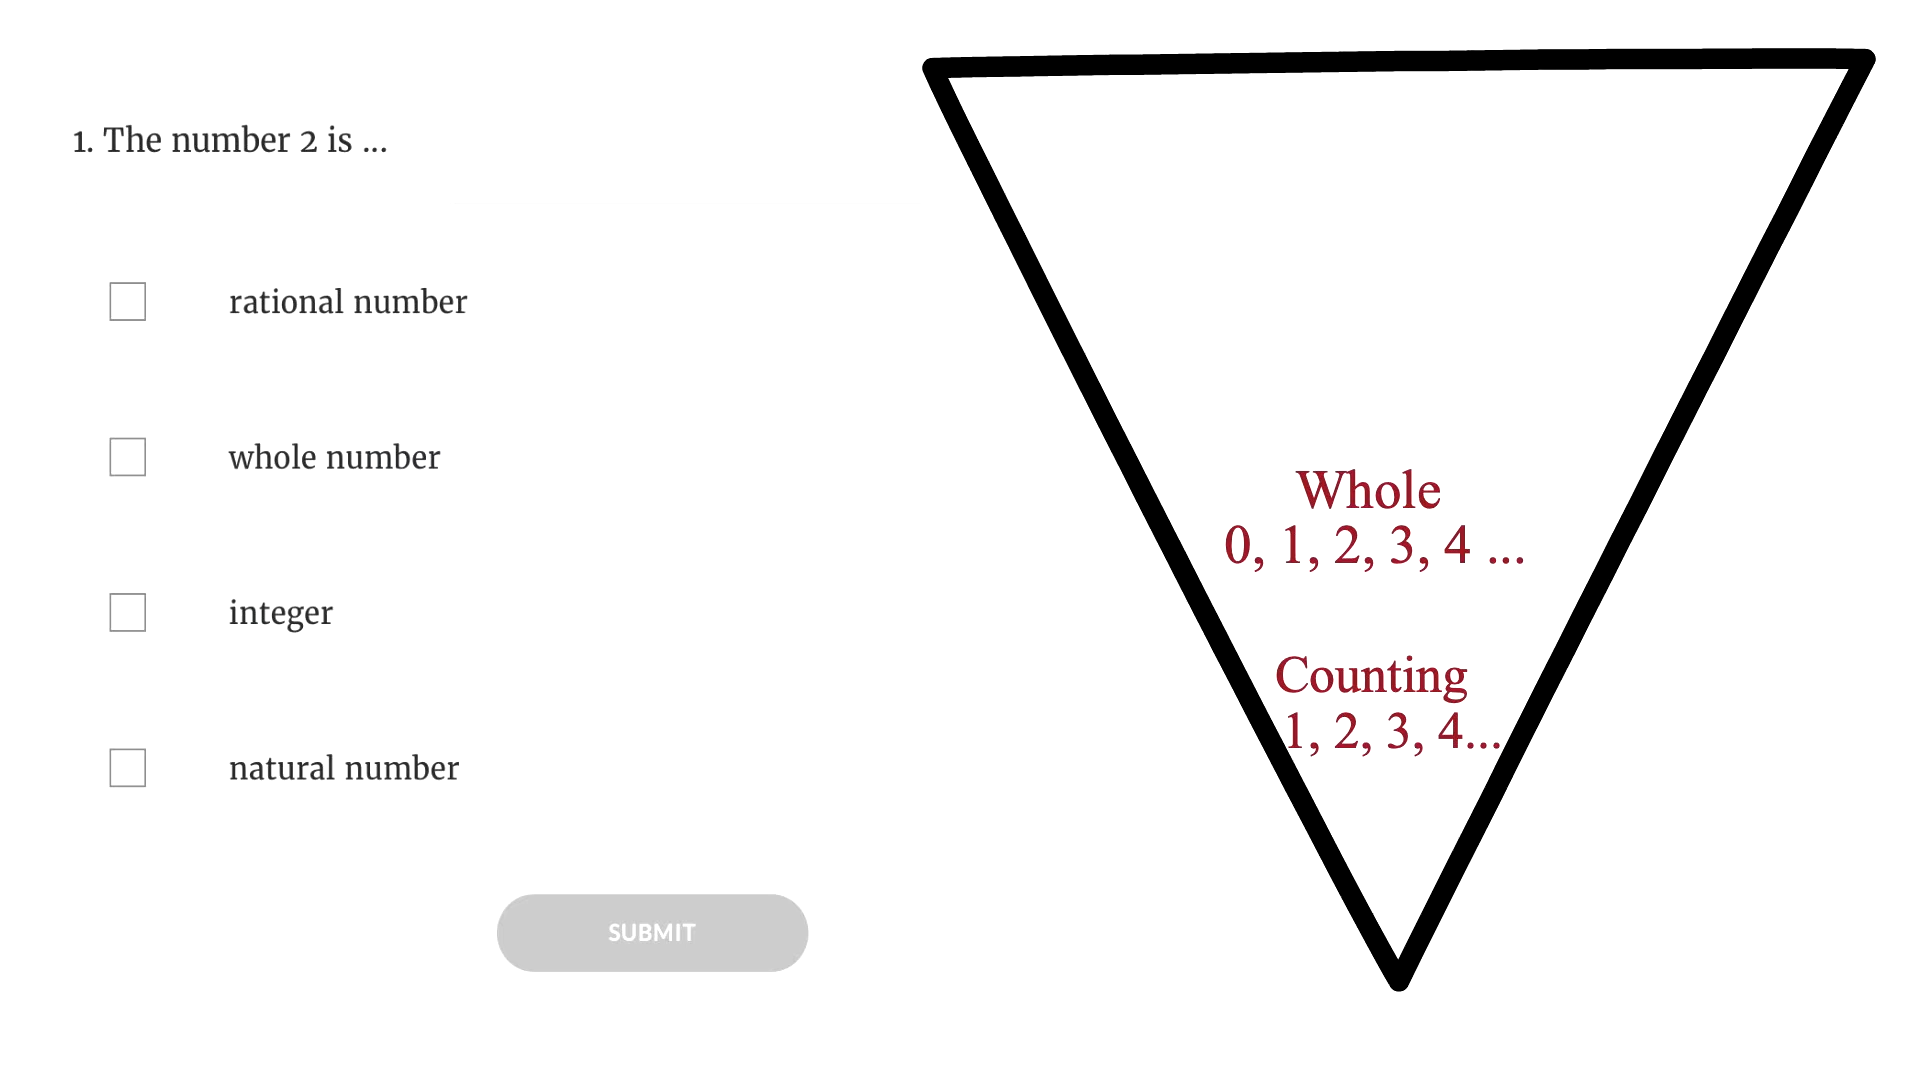 1. The number 2 is ...
rational number
whole number
integer
natural number
SUBMIT
Whole
0, 1, 2, 3, 4 ...
Counting
1, 2, 3, 4...